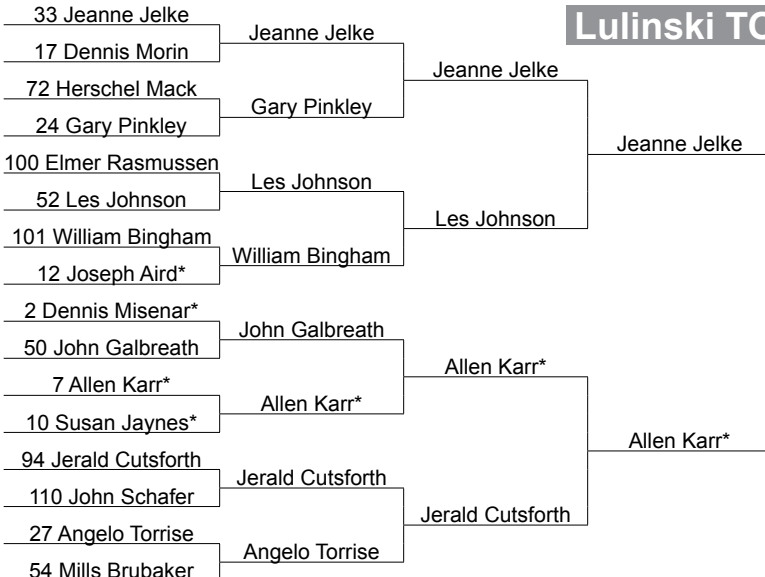 33 Jeanne Jelke
17 Dennis Morin
72 Herschel Mack
24 Gary Pinkley
100 Elmer Rasmussen
52 Les Johnson
101 William Bingham
12 Joseph Aird*
2 Dennis Misenar*
50 John Galbreath
7 Allen Karr*
10 Susan Jaynes*
94 Jerald Cutsforth
110 John Schafer
27 Angelo Torrise
54 Mills Brubaker
Jeanne Jelke
Gary Pinkley
Les Johnson
William Bingham
John Galbreath
Allen Karr*
Jerald Cutsforth
Angelo Torrise
Jeanne Jelke
Les Johnson
Allen Karr*
Jerald Cutsforth
Lulinski
Jeanne Jelke
Allen Karr*